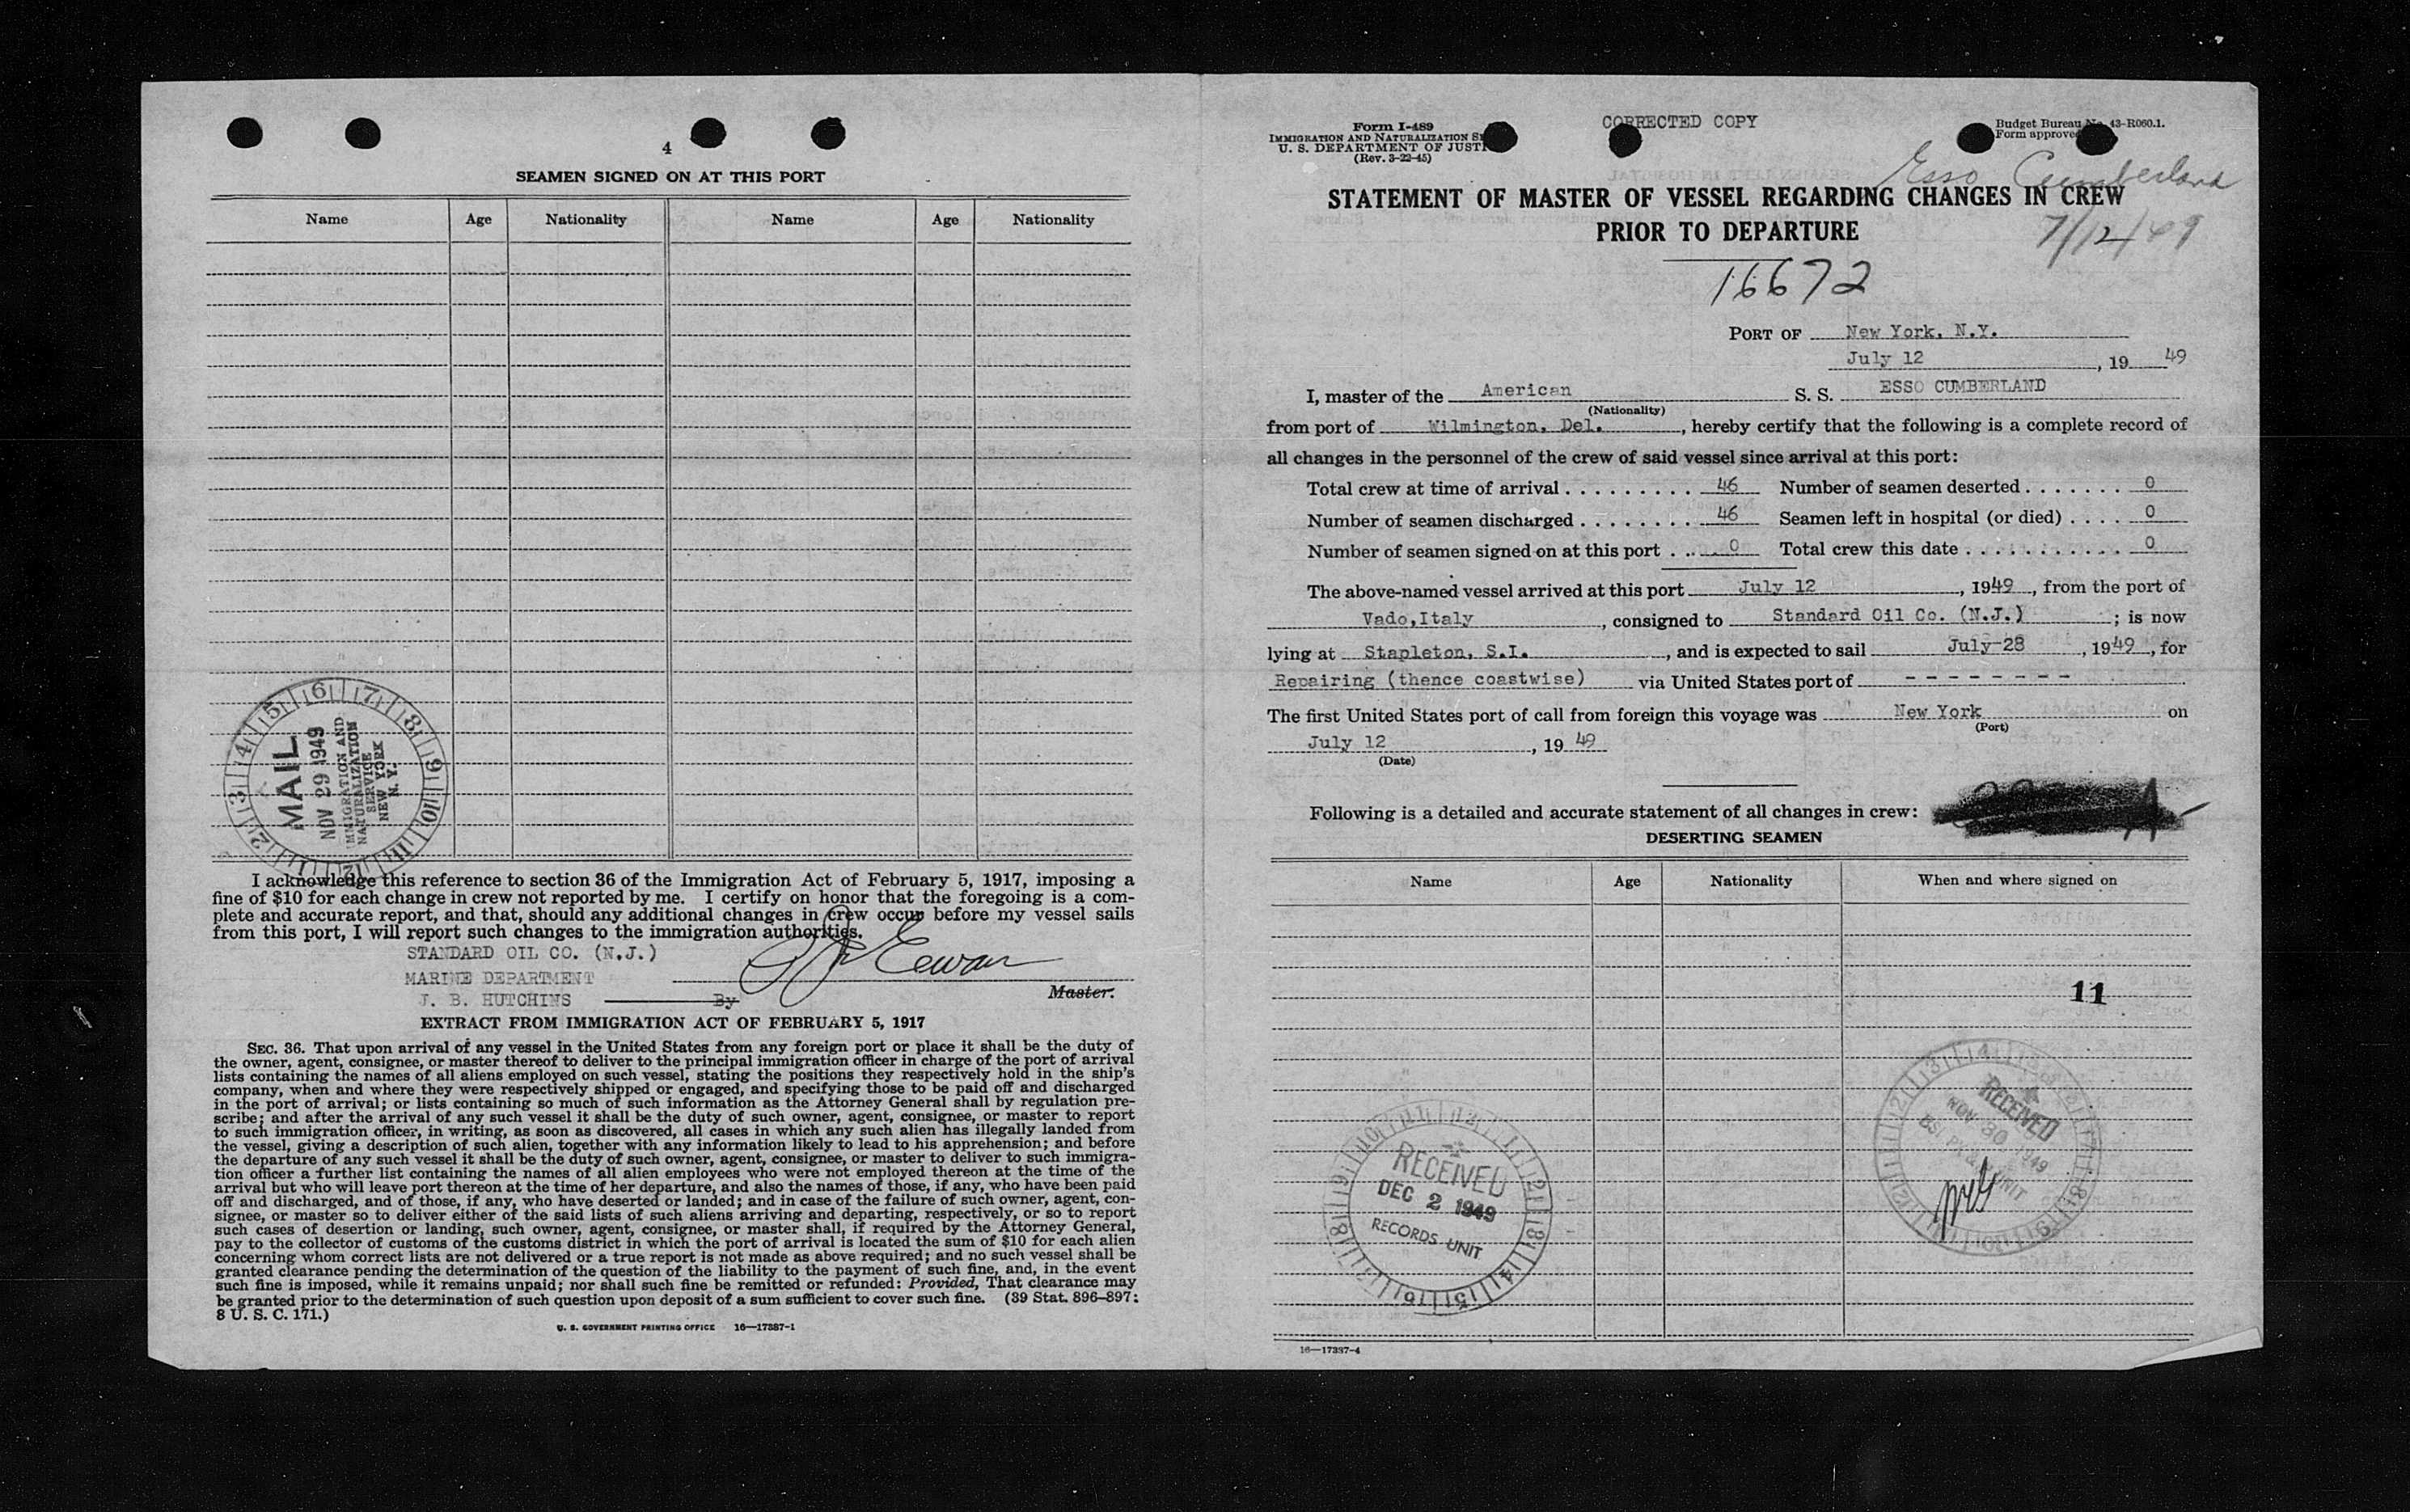 4
SEAMEN SIGNED ON AT THIS PORT
Name Age Nationality Name Age Nationality
MAIL
NOV 29 1949
IMMIGRATION AND
NATURALIZATION
SERVICE
NEW YORK
N. Y.
I acknowledge this reference to section 36 of the Immigration Act of February 5, 1917, imposing a
fine of $10 for each change in crew not reported by me. I certify on honor that the foregoing is a com-
plete and accurate report, and that, should any additional changes in crew occur before my vessel sails
from this port, I will report such changes to the immigration authorities.
STANDARD OIL CO. (N.J.)
MARINE DEPARTMENT
J. B. HUTCHINS By Master.
EXTRACT FROM IMMIGRATION ACT OF FEBRUARY 5, 1917
SEC. 36. That upon arrival of any vessel in the United States from any foreign port or place it shall be the duty of
the owner, agent, consignee, or master thereof to deliver to the principal immigration officer in charge of the port of arrival
lists containing the names of all aliens employed on such vessel, stating the positions they respectively hold in the ship's
company, when and where they were respectively shipped or engaged, and specifying those to be paid off and discharged
in the port of arrival; or lists containing so much of such information as the Attorney General shall by regulation pre-
scribe; and after the arrival of any such vessel it shall be the duty of such owner, agent, consignee, or master to report
to such immigration officer, in writing, as soon as discovered, all cases in which any such alien has illegally landed from
the vessel, giving a description of such alien, together with any information likely to lead to his apprehension; and before
the departure of any such vessel it shall be the duty of such owner, agent, consignee, or master to deliver to such immigra-
tion officer a further list containing the names of all alien employees who were not employed thereon at the time of the
arrival but who will leave port thereon at the time of her departure, and also the names of those, if any, who have been paid
off and discharged, and of those, if any, who have deserted or landed; and in case of the failure of such owner, agent, con-
signee, or master so to deliver either of the said lists of such aliens arriving and departing, respectively, or so to report
such cases of desertion or landing, such owner, agent, consignee, or master shall, if required by the Attorney General,
pay to the collector of customs of the customs district in which the port of arrival is located the sum of $10 for each alien
concerning whom correct lists are not delivered or a true report is not made as above required; and no such vessel shall be
granted clearance pending the determination of the question of the liability to the payment of such fine, and, in the event
such fine is imposed, while it remains unpaid; nor shall such fine be remitted or refunded: Provided, That clearance may
be granted prior to the determination of such question upon deposit of a sum sufficient to cover such fine. (39 Stat. 896–897;
8 U. S. C. 171.)
U. S. GOVERNMENT PRINTING OFFICE 16—17387-1
Form I-489
IMMIGRATION AND NATURALIZATION
U. S. DEPARTMENT OF
(Rev. 3-22-45)
CORRECTED COPY
Budget Bureau No. 43-R060.1.
Form approved
Esso Cumberland
7/12/49
STATEMENT OF MASTER OF VESSEL REGARDING CHANGES IN CREW
PRIOR TO DEPARTURE
16672
PORT OF New York, N.Y.
July 12, 19 49
I, master of the American S. S. ESSO CUMBERLAND
(Nationality)
from port of Wilmington, Del., hereby certify that the following is a complete record of
all changes in the personnel of the crew of said vessel since arrival at this port:
Total crew at time of arrival 46 Number of seamen deserted 0
Number of seamen discharged 46 Seamen left in hospital (or died) 0
Number of seamen signed on at this port 0 Total crew this date 0
The above-named vessel arrived at this port July 12, 1949, from the port of
Vado, Italy, consigned to Standard Oil Co. (N.J.); is now
lying at Stapleton, S.I., and is expected to sail July-28, 1949, for
Repairing (thence coastwise) via United States port of - - - - - - - -
The first United States port of call from foreign this voyage was New York on
(Port)
July 12, 19 49
(Date)
Following is a detailed and accurate statement of all changes in crew:
DESERTING SEAMEN
Name Age Nationality When and where signed on
11
RECEIVED
NOV 30 1949
RECEIVED
DEC 2 1949
RECORDS UNIT
16—17387-4